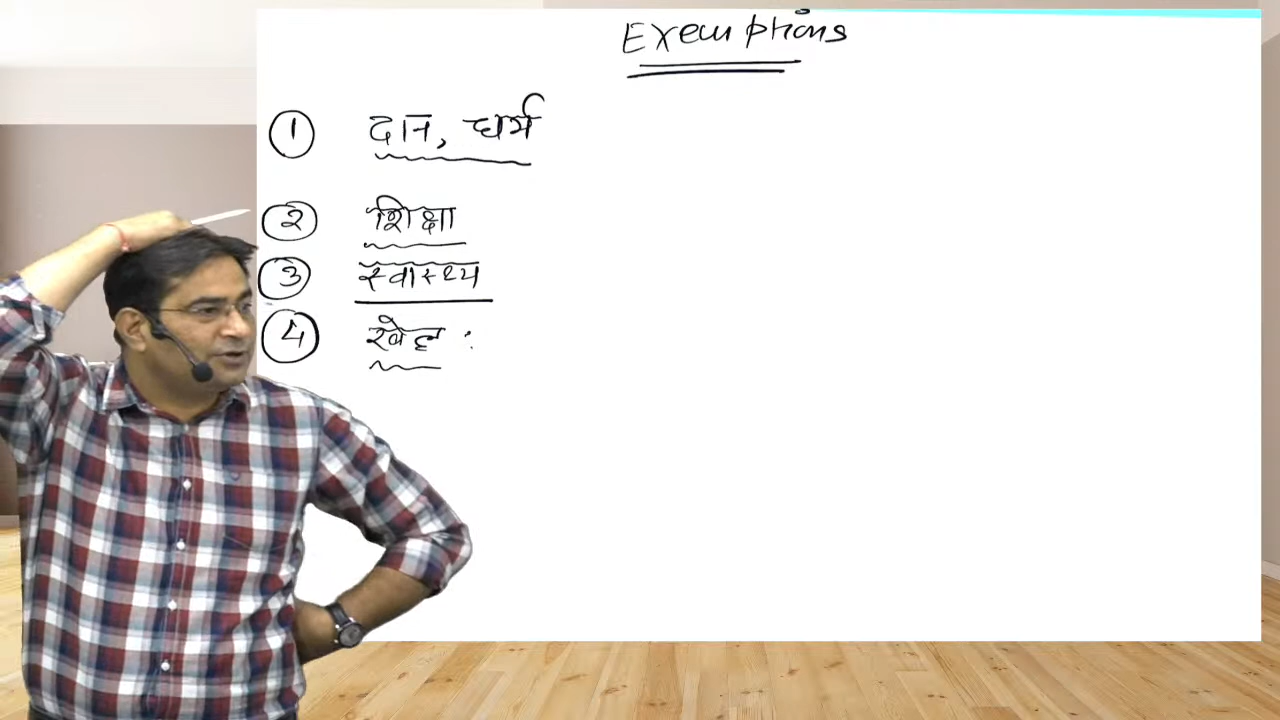 Exemptions
① दान, धर्म
② शिक्षा
③ स्वास्थ्य
④ खेल :